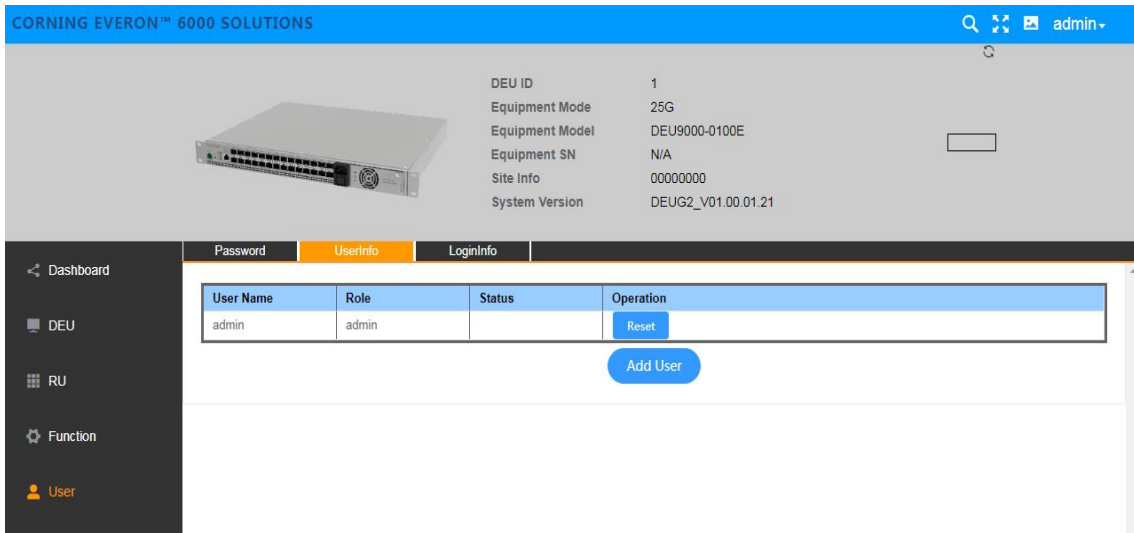 CORNING EVERON™ 6000 SOLUTIONS admin
DEU ID 1
Equipment Mode 25G
Equipment Model DEU9000-0100E
Equipment SN N/A
Site Info 00000000
System Version DEUG2_V01.00.01.21
Password UserInfo LoginInfo
Dashboard
DEU
RU
Function
User
User Name Role Status Operation
admin admin Reset
Add User